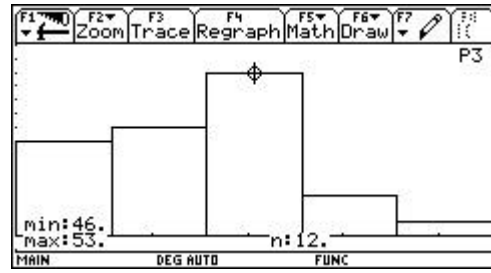 F1 F2 F3 F4 F5 F6 F7
Zoom Trace Regraph Math Draw
P3
min:46.
max:53. n:12.
MAIN DEG AUTO FUNC